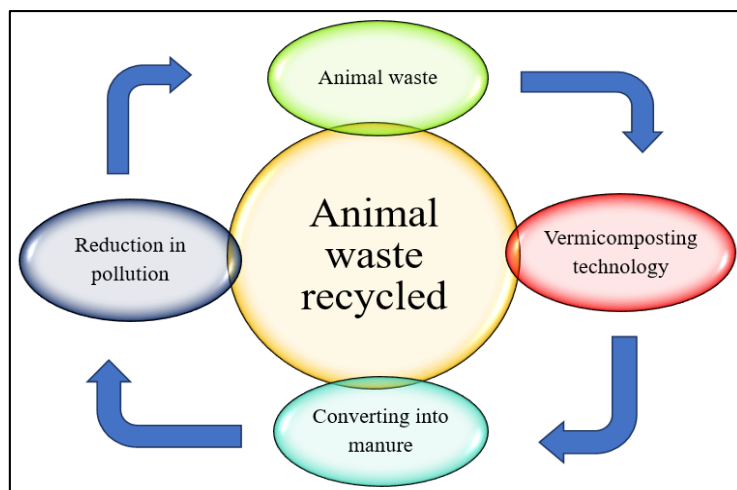 Animal waste
Vermicomposting
technology
Converting into
manure
Reduction in
pollution
Animal
waste
recycled